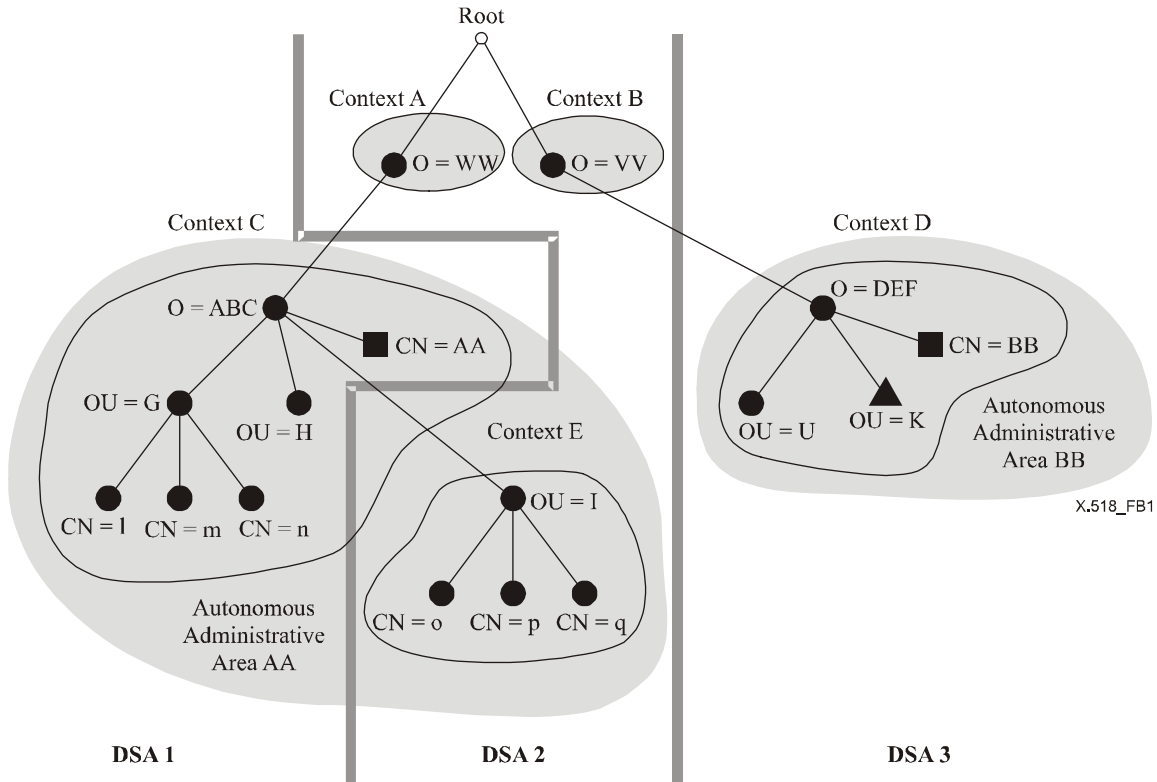 Root
Context A
Context B
O = WW
O = VV
Context C
Context D
O = DEF
O = ABC
CN = AA
CN = BB
OU = G
OU = H
OU = U
OU = K
Autonomous
Administrative
Area BB
Context E
CN = l
CN = m
CN = n
OU = I
X.518_FB1
Autonomous
Administrative
Area AA
CN = o
CN = p
CN = q
DSA 1
DSA 2
DSA 3